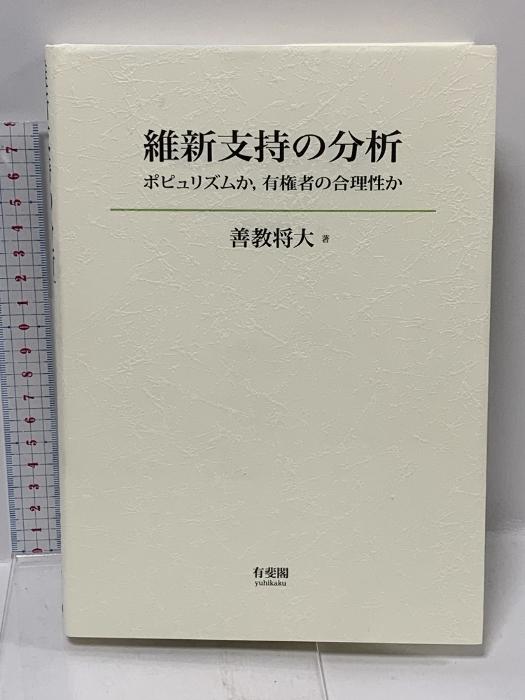 維新支持の分析
ポピュリズムか,有権者の合理性か
善教将大 著
有斐閣
yuhikaku